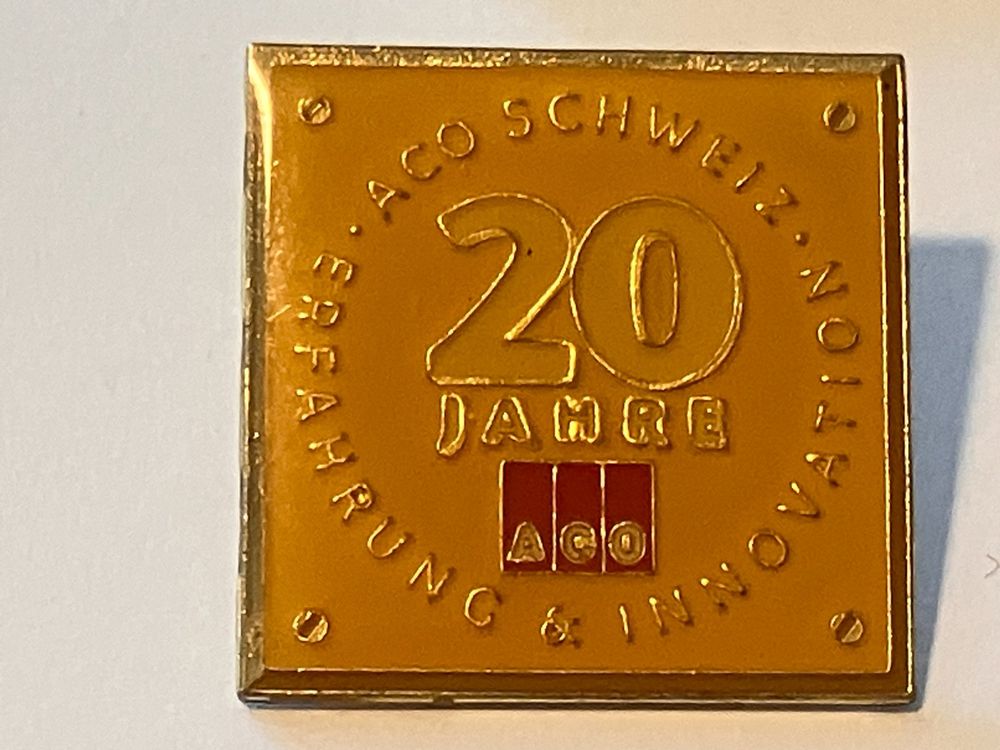 · ACO SCHWEIZ ·
ERFAHRUNG & INNOVATION
20
JAHRE
ACO